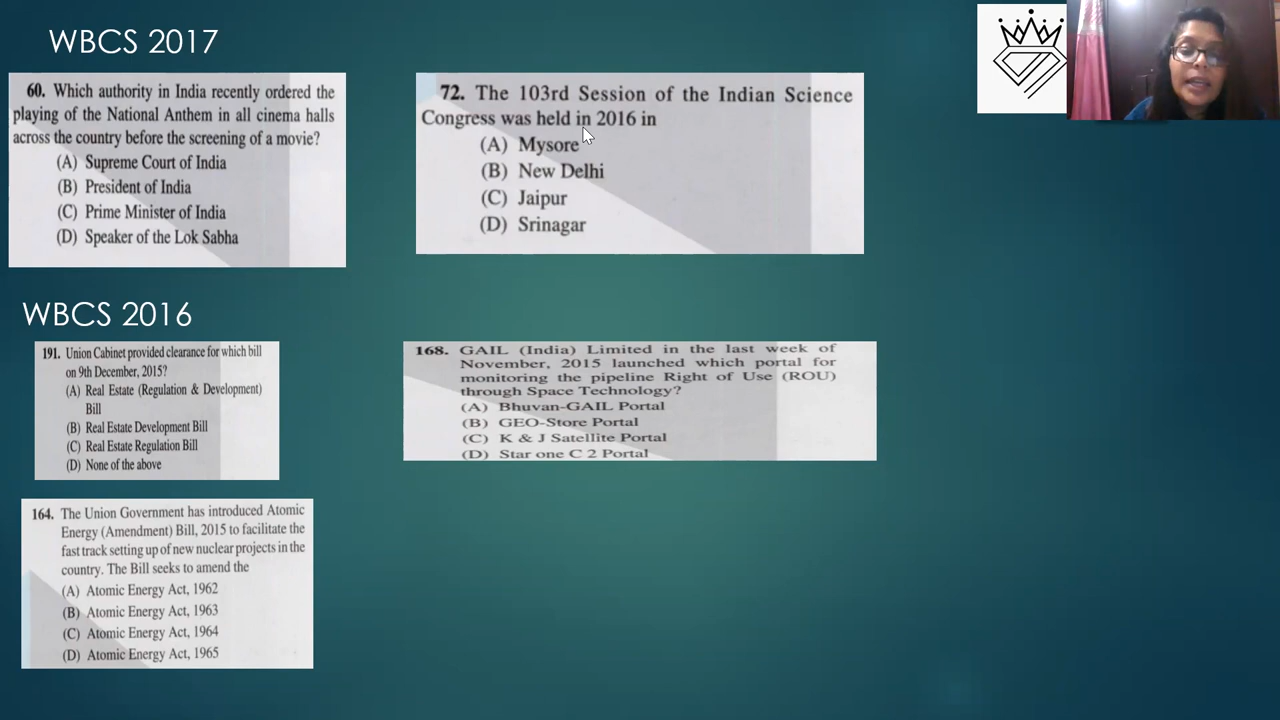 WBCS 2017
60. Which authority in India recently ordered the
playing of the National Anthem in all cinema halls
across the country before the screening of a movie?
(A) Supreme Court of India
(B) President of India
(C) Prime Minister of India
(D) Speaker of the Lok Sabha
72. The 103rd Session of the Indian Science
Congress was held in 2016 in
(A) Mysore
(B) New Delhi
(C) Jaipur
(D) Srinagar
WBCS 2016
191. Union Cabinet provided clearance for which bill
on 9th December, 2015?
(A) Real Estate (Regulation & Development)
Bill
(B) Real Estate Development Bill
(C) Real Estate Regulation Bill
(D) None of the above
168. GAIL (India) Limited in the last week of
November, 2015 launched which portal for
monitoring the pipeline Right of Use (ROU)
through Space Technology?
(A) Bhuvan-GAIL Portal
(B) GEO-Store Portal
(C) K & J Satellite Portal
(D) Star one C 2 Portal
164. The Union Government has introduced Atomic
Energy (Amendment) Bill, 2015 to facilitate the
fast track setting up of new nuclear projects in the
country. The Bill seeks to amend the
(A) Atomic Energy Act, 1962
(B) Atomic Energy Act, 1963
(C) Atomic Energy Act, 1964
(D) Atomic Energy Act, 1965